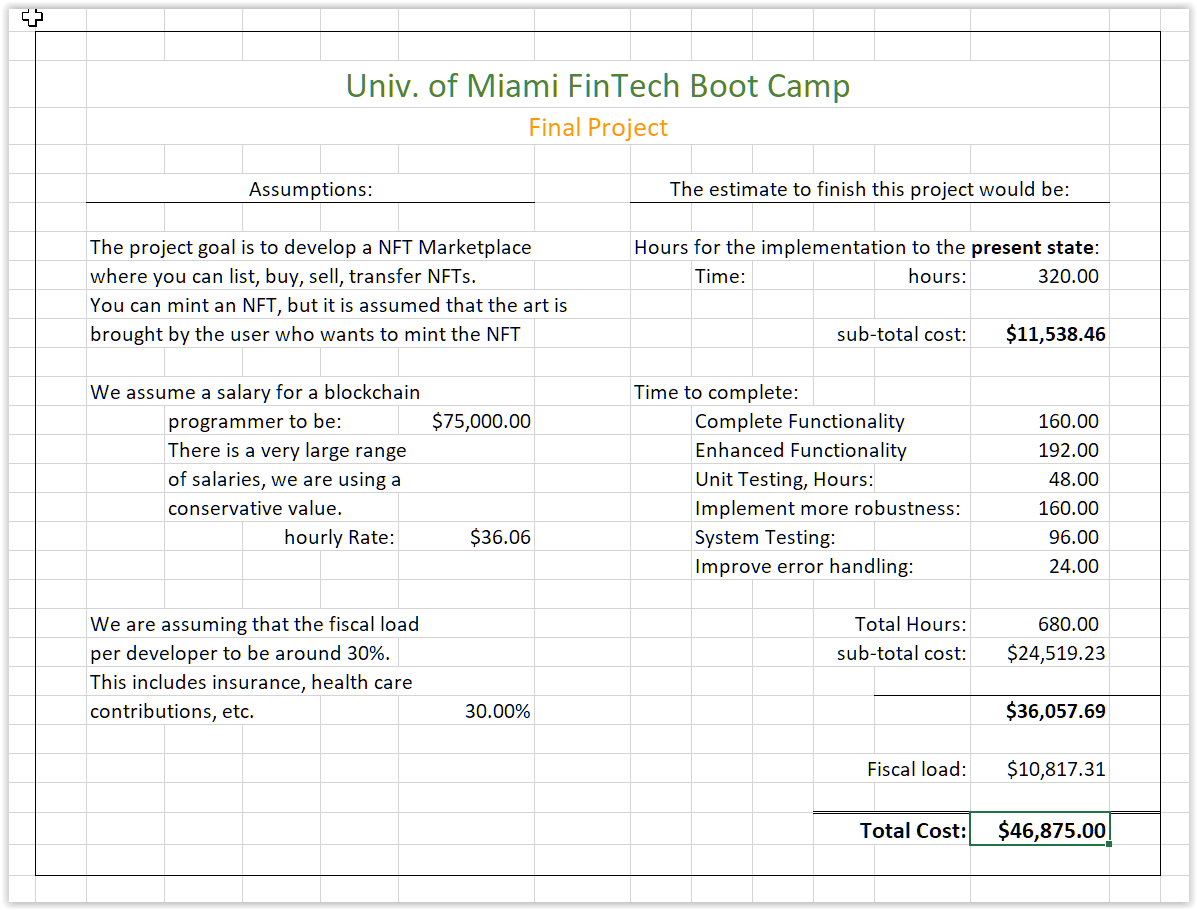 Univ. of Miami FinTech Boot Camp
Final Project
Assumptions:
The project goal is to develop a NFT Marketplace
where you can list, buy, sell, transfer NFTs.
You can mint an NFT, but it is assumed that the art is
brought by the user who wants to mint the NFT
We assume a salary for a blockchain
programmer to be: $75,000.00
There is a very large range
of salaries, we are using a
conservative value.
hourly Rate: $36.06
We are assuming that the fiscal load
per developer to be around 30%.
This includes insurance, health care
contributions, etc. 30.00%
The estimate to finish this project would be:
Hours for the implementation to the present state:
Time: hours: 320.00
sub-total cost: $11,538.46
Time to complete:
Complete Functionality 160.00
Enhanced Functionality 192.00
Unit Testing, Hours: 48.00
Implement more robustness: 160.00
System Testing: 96.00
Improve error handling: 24.00
Total Hours: 680.00
sub-total cost: $24,519.23
$36,057.69
Fiscal load: $10,817.31
Total Cost: $46,875.00